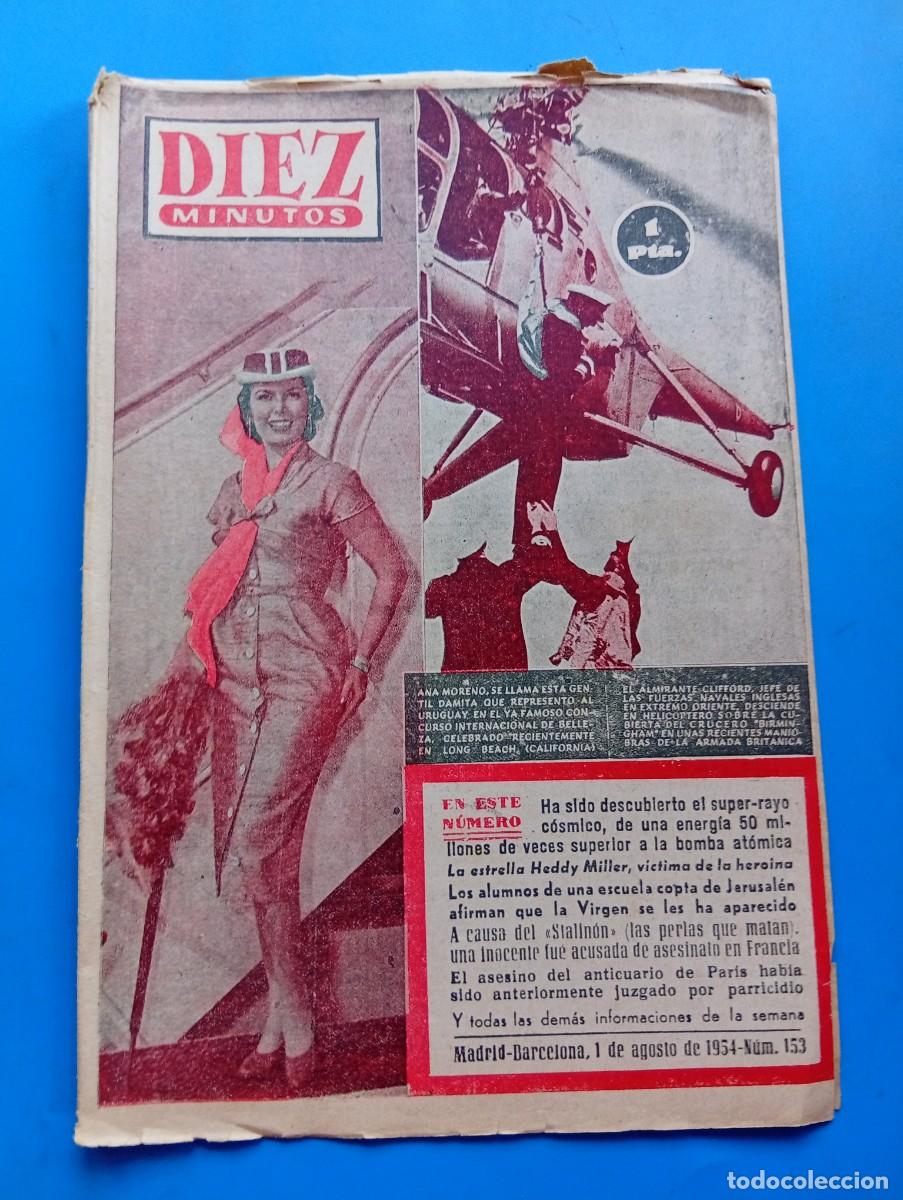 DIEZ
MINUTOS
1
Pta.
ANA MORENO, SE LLAMA ESTA GEN-
TIL DAMITA QUE REPRESENTO AL
URUGUAY EN EL YA FAMOSO CON-
CURSO INTERNACIONAL DE BELLE-
ZA, CELEBRADO RECIENTEMENTE
EN LONG BEACH, (CALIFORNIA)
EL ALMIRANTE CLIFFORD, JEFE DE
LAS FUERZAS NAVALES INGLESAS
EN EXTREMO ORIENTE, DESCIENDE
EN HELICOPTERO SOBRE LA CU-
BIERTA DEL CRUCERO "BIRMIN-
GHAM" EN UNAS RECIENTES MANIO-
BRAS DE LA ARMADA BRITANICA
EN ESTE
NÚMERO
Ha sido descubierto el super-rayo
cósmico, de una energía 50 mi-
llones de veces superior a la bomba atómica
La estrella Heddy Miller, víctima de la heroína
Los alumnos de una escuela copta de Jerusalén
afirman que la Virgen se les ha aparecido
A causa del «Stalinón» (las perlas que matan).
una inocente fué acusada de asesinato en Francia
El asesino del anticuario de París había
sido anteriormente juzgado por parricidio
Y todas las demás informaciones de la semana
Madrid-Barcelona, 1 de agosto de 1954-Núm. 153
todocoleccion